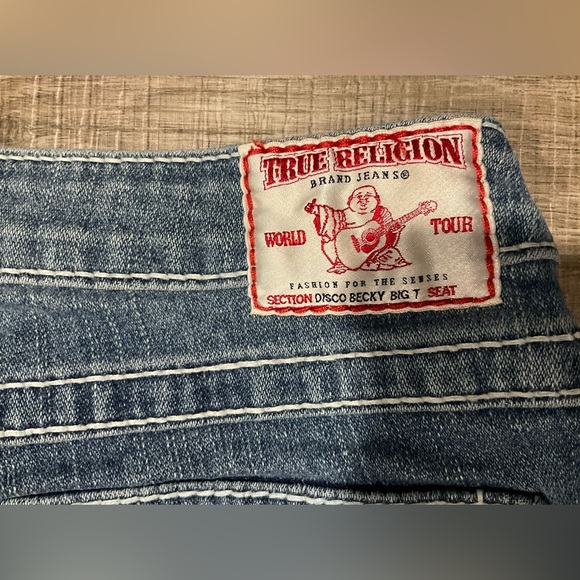 TRUE RELIGION
BRAND JEANS®
WORLD TOUR
FASHION FOR THE SENSES
SECTION DISCO BECKY BIG T SEAT